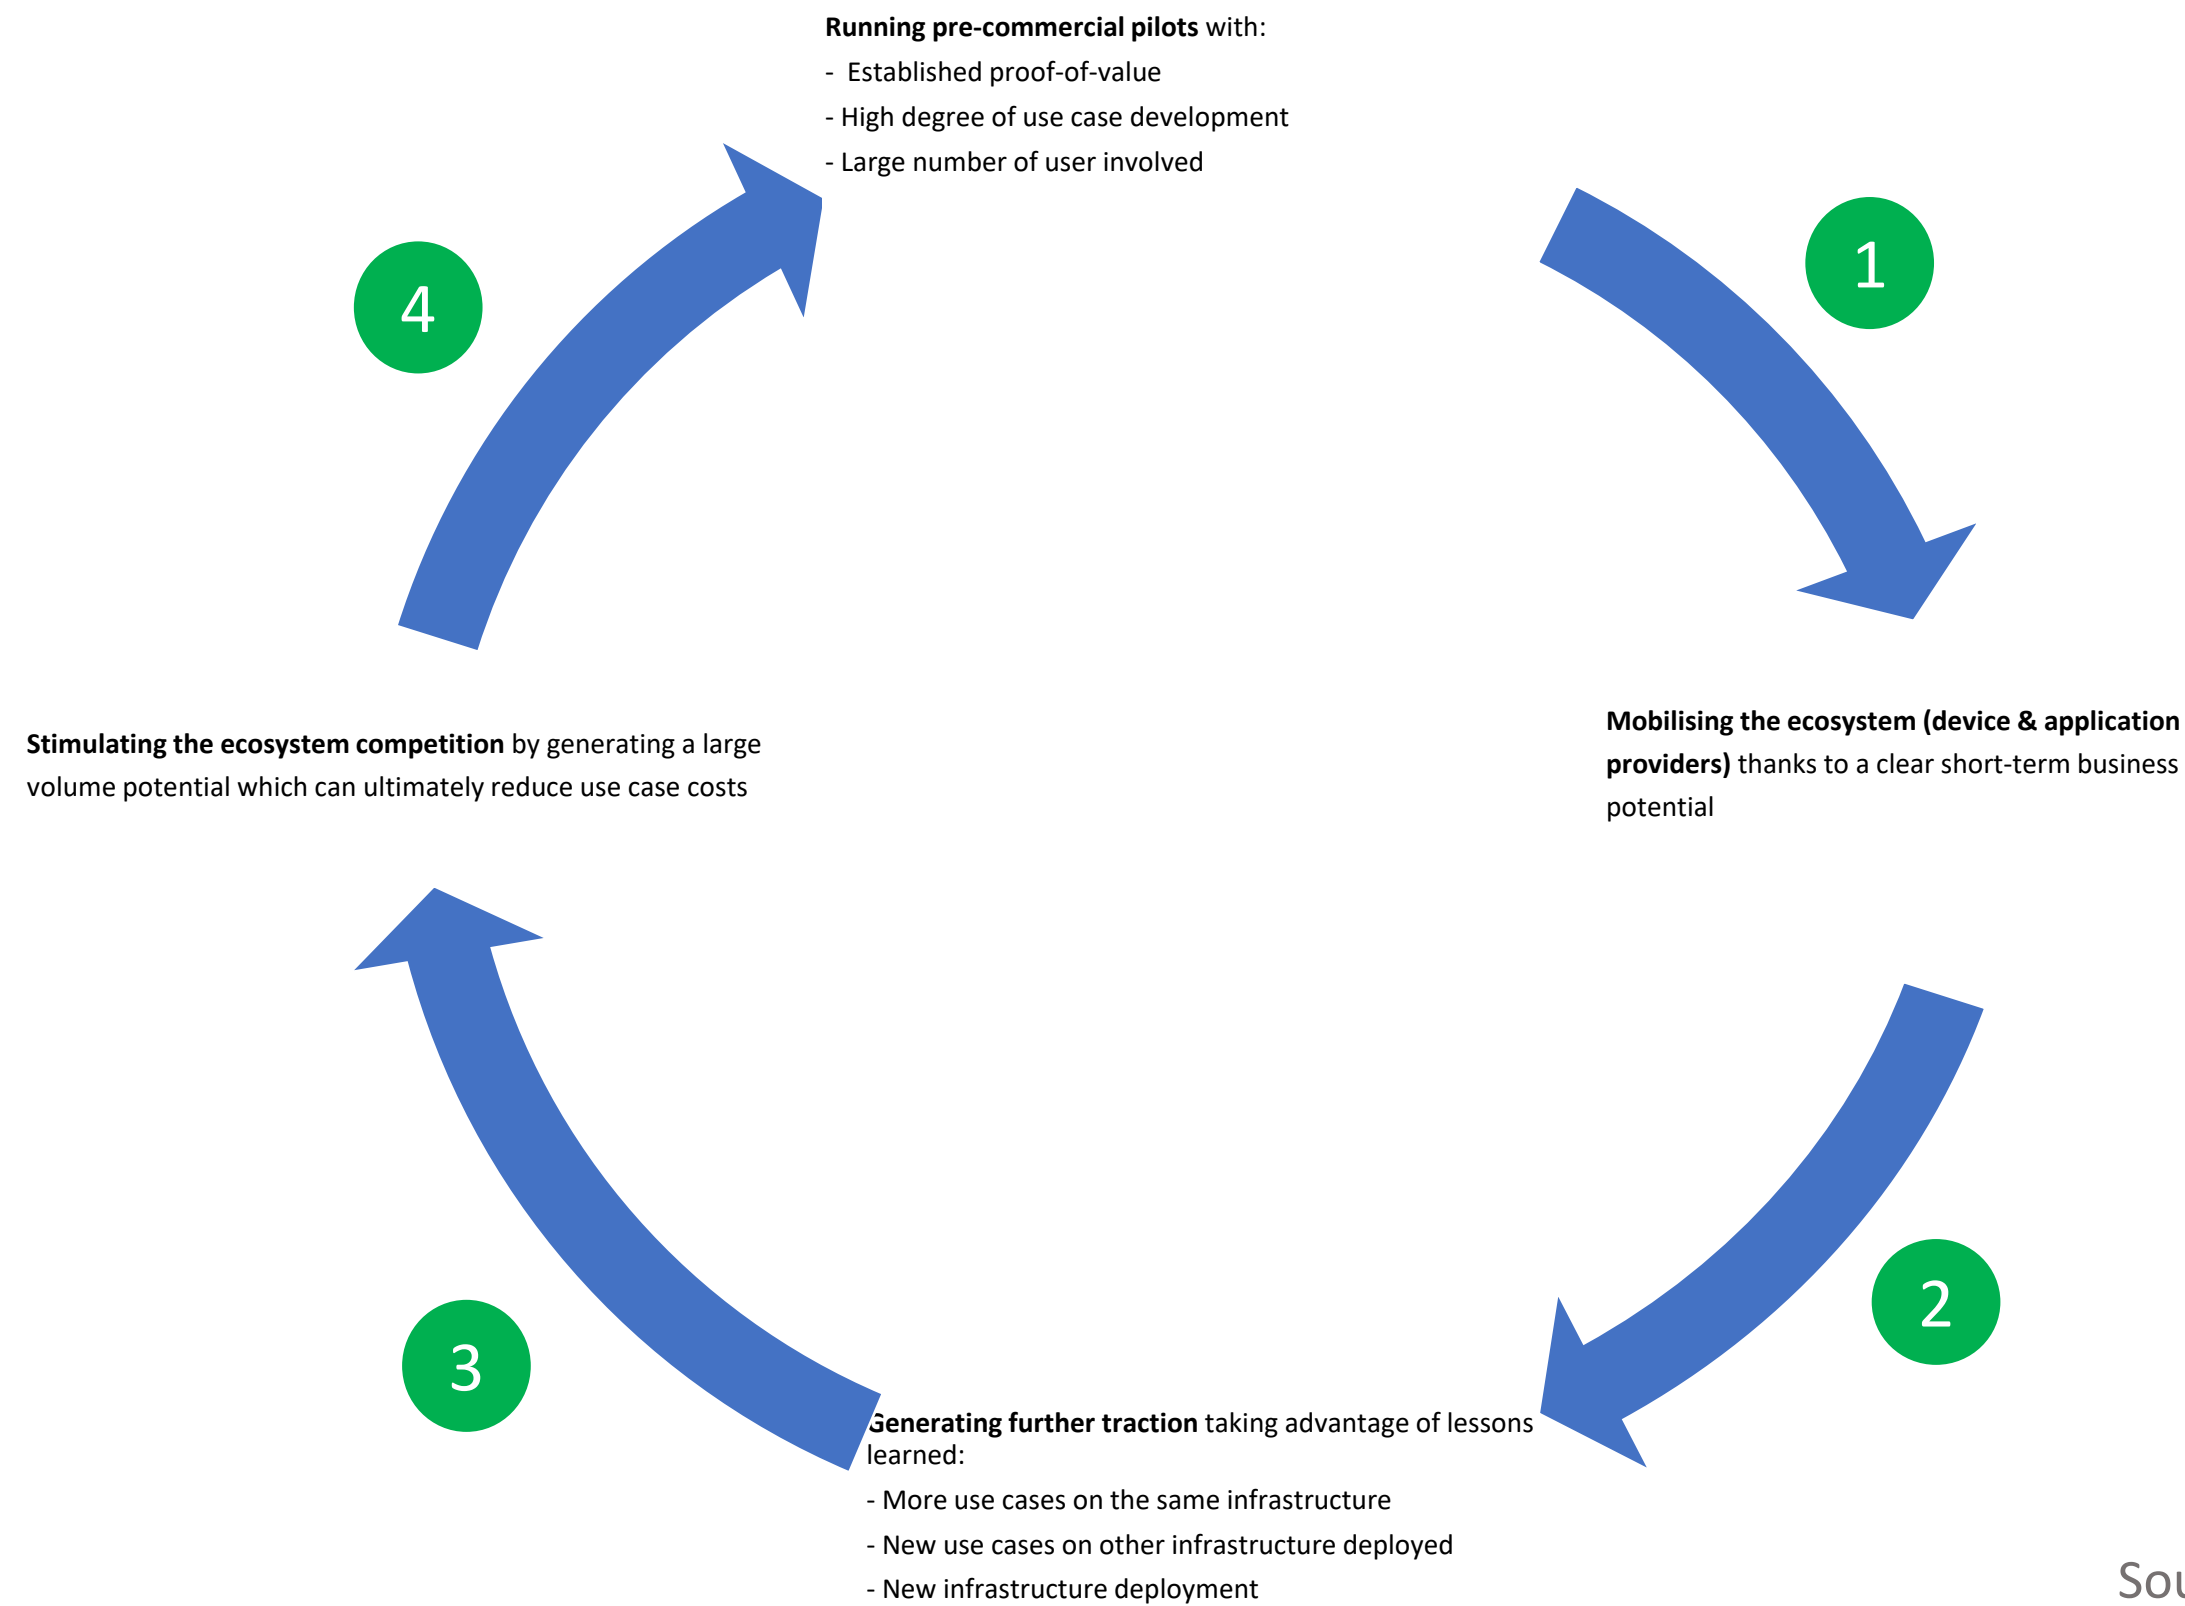 Running pre-commercial pilots with:
- Established proof-of-value
- High degree of use case development
- Large number of user involved
1
4
Mobilising the ecosystem (device & application
providers) thanks to a clear short-term business
potential
Stimulating the ecosystem competition by generating a large
volume potential which can ultimately reduce use case costs
2
3
Generating further traction taking advantage of lessons
learned:
- More use cases on the same infrastructure
- New use cases on other infrastructure deployed
- New infrastructure deployment